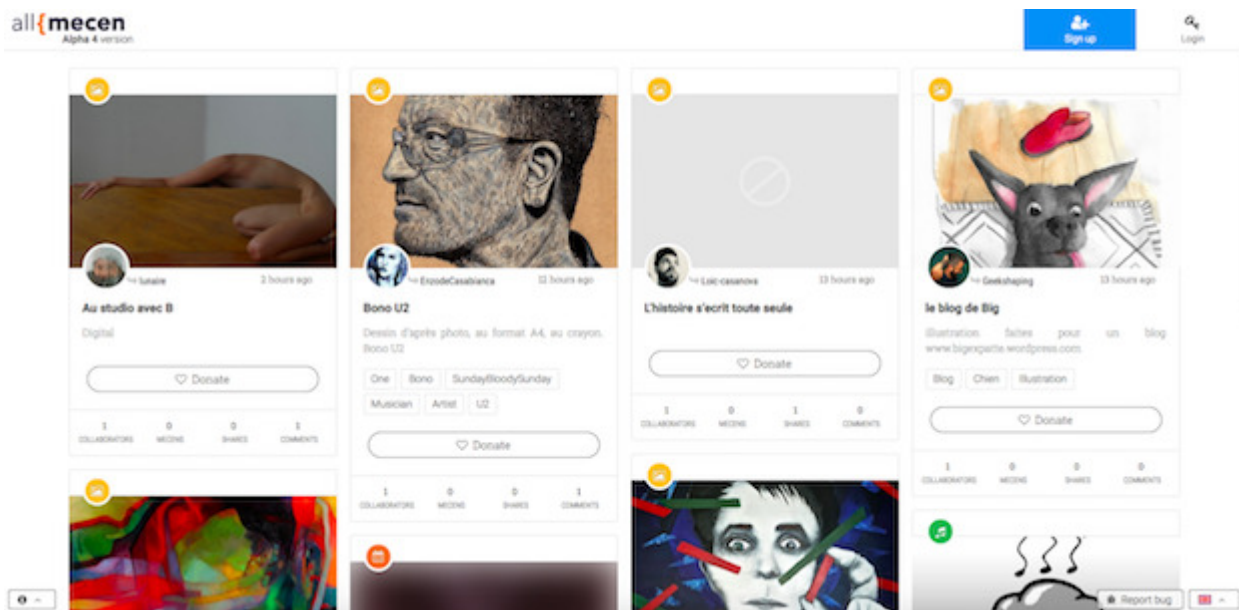 all{mecen
Alpha 4 version
Sign up
Login
lunaire
2 hours ago
Au studio avec B
Digital
Donate
1
0
0
1
COLLABORATORS
MECENS
SHARES
COMMENTS
EnzodeCasabianca
12 hours ago
Bono U2
Dessin d'après photo, au format A4, au crayon.
Bono U2
One
Bono
SundayBloodySunday
Musician
Artist
U2
Donate
1
0
0
1
COLLABORATORS
MECENS
SHARES
COMMENTS
Loic-casanova
13 hours ago
L'histoire s'ecrit toute seule
Donate
1
0
1
0
COLLABORATORS
MECENS
SHARES
COMMENTS
Geekshaping
13 hours ago
le blog de Big
illustration faites pour un blog
www.bigexpatte.wordpress.com
Blog
Chien
Illustration
Donate
1
0
0
0
COLLABORATORS
MECENS
SHARES
COMMENTS
Report bug